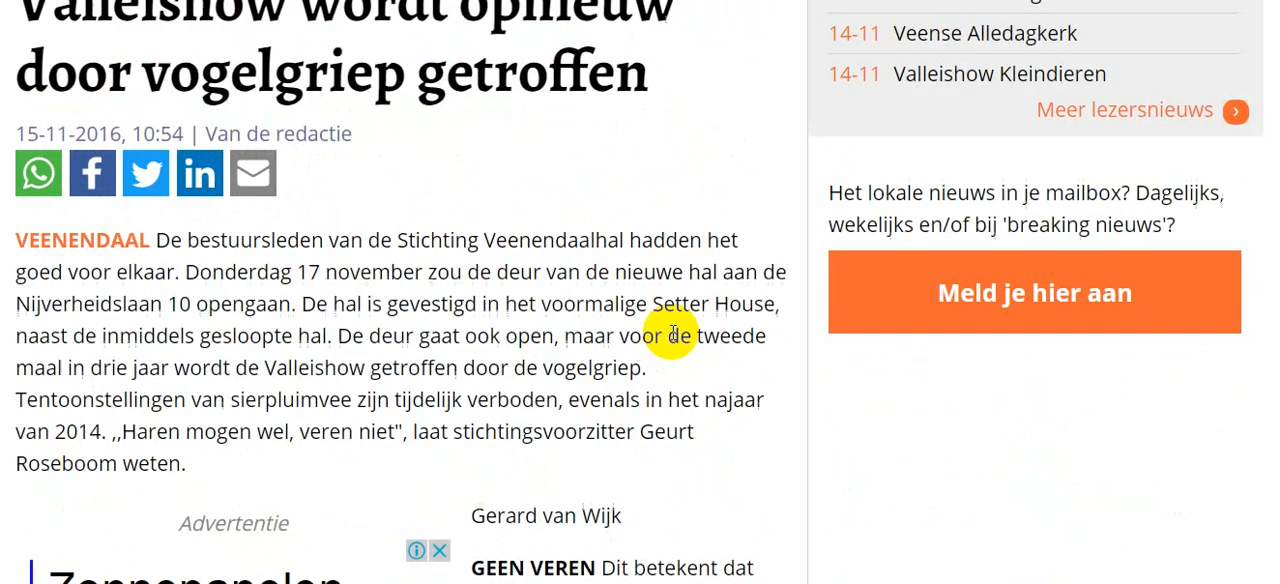 Valleishow wordt opnieuw
door vogelgriep getroffen
15-11-2016, 10:54 | Van de redactie
VEENENDAAL De bestuursleden van de Stichting Veenendaalhal hadden het
goed voor elkaar. Donderdag 17 november zou de deur van de nieuwe hal aan de
Nijverheidslaan 10 opengaan. De hal is gevestigd in het voormalige Setter House,
naast de inmiddels gesloopte hal. De deur gaat ook open, maar voor de tweede
maal in drie jaar wordt de Valleishow getroffen door de vogelgriep.
Tentoonstellingen van sierpluimvee zijn tijdelijk verboden, evenals in het najaar
van 2014. ,,Haren mogen wel, veren niet", laat stichtingsvoorzitter Geurt
Roseboom weten.
Advertentie
Zonnepanelen
Gerard van Wijk
GEEN VEREN Dit betekent dat
14-11 Veense Alledagkerk
14-11 Valleishow Kleindieren
Meer lezersnieuws
Het lokale nieuws in je mailbox? Dagelijks,
wekelijks en/of bij 'breaking nieuws'?
Meld je hier aan